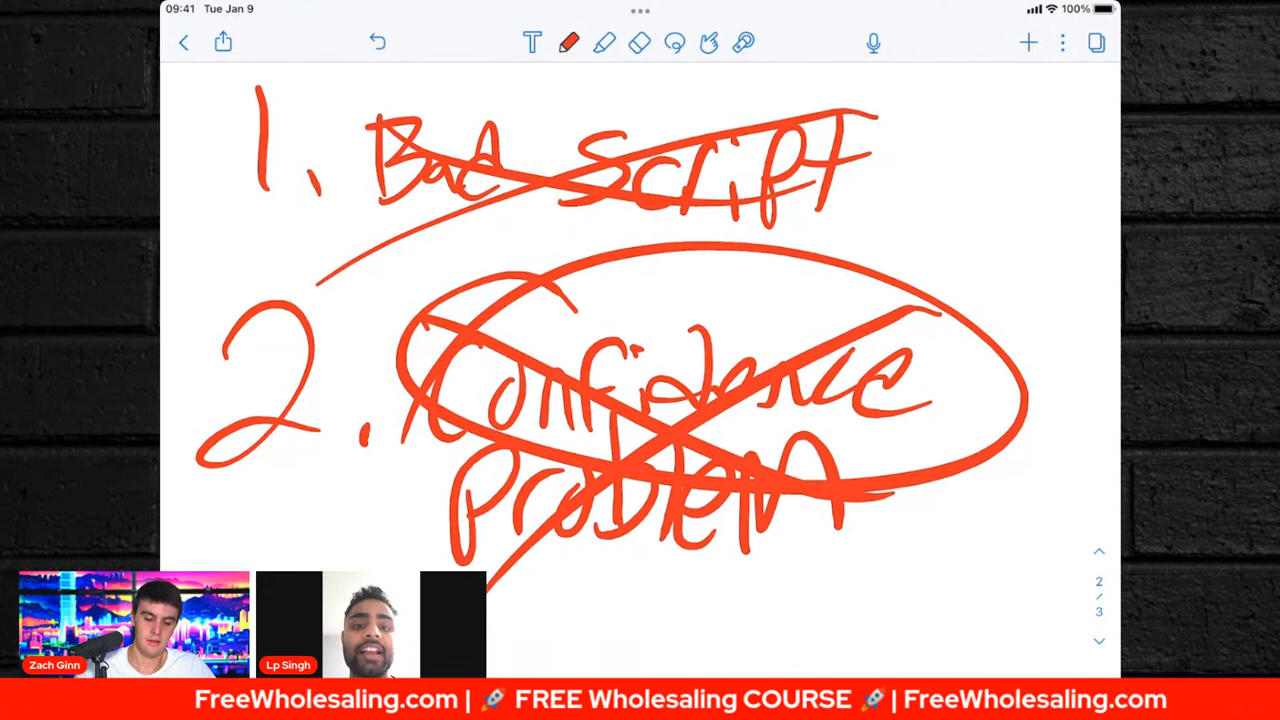 09:41 Tue Jan 9 100%
T
1. Bad Script
2. Confidence
problem
2
/
3
Zach Ginn Lp Singh
FreeWholesaling.com | 🚀 FREE Wholesaling COURSE 🚀 | FreeWholesaling.com